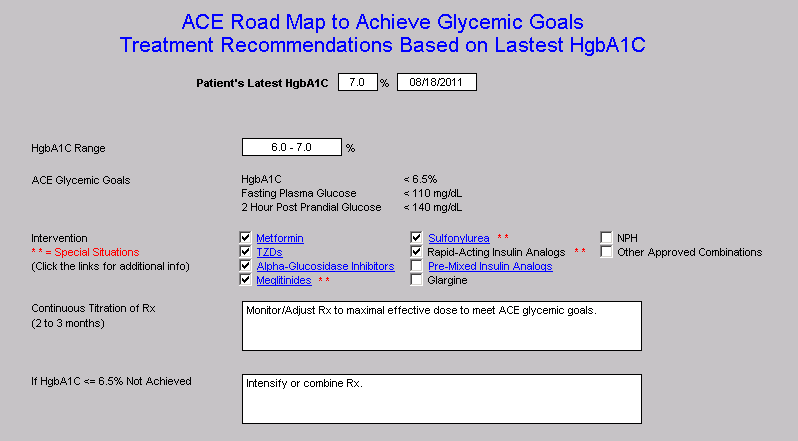 ACE Road Map to Achieve Glycemic Goals
Treatment Recommendations Based on Lastest HgbA1C
Patient's Latest HgbA1C 7.0 % 08/18/2011
HgbA1C Range 6.0 - 7.0 %
ACE Glycemic Goals HgbA1C < 6.5%
Fasting Plasma Glucose < 110 mg/dL
2 Hour Post Prandial Glucose < 140 mg/dL
Intervention Metformin Sulfonylurea * * NPH
* * = Special Situations TZDs Rapid-Acting Insulin Analogs * * Other Approved Combinations
(Click the links for additional info) Alpha-Glucosidase Inhibitors Pre-Mixed Insulin Analogs
Meglitinides * * Glargine
Continuous Titration of Rx Monitor/Adjust Rx to maximal effective dose to meet ACE glycemic goals.
(2 to 3 months)
If HgbA1C <= 6.5% Not Achieved Intensify or combine Rx.